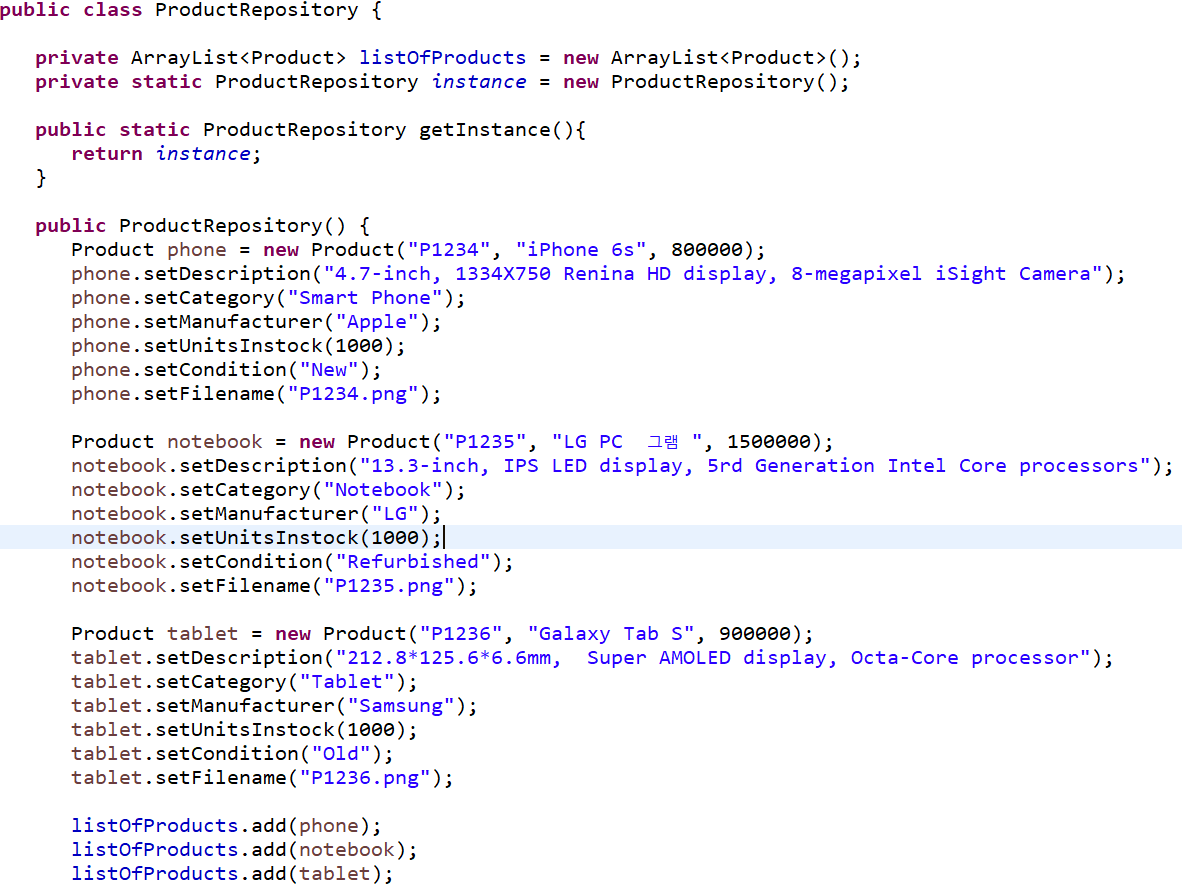 public class ProductRepository {
private ArrayList<Product> listOfProducts = new ArrayList<Product>();
private static ProductRepository instance = new ProductRepository();
public static ProductRepository getInstance(){
return instance;
}
public ProductRepository() {
Product phone = new Product("P1234", "iPhone 6s", 800000);
phone.setDescription("4.7-inch, 1334X750 Renina HD display, 8-megapixel iSight Camera");
phone.setCategory("Smart Phone");
phone.setManufacturer("Apple");
phone.setUnitsInstock(1000);
phone.setCondition("New");
phone.setFilename("P1234.png");
Product notebook = new Product("P1235", "LG PC  그램 ", 1500000);
notebook.setDescription("13.3-inch, IPS LED display, 5rd Generation Intel Core processors");
notebook.setCategory("Notebook");
notebook.setManufacturer("LG");
notebook.setUnitsInstock(1000);
notebook.setCondition("Refurbished");
notebook.setFilename("P1235.png");
Product tablet = new Product("P1236", "Galaxy Tab S", 900000);
tablet.setDescription("212.8*125.6*6.6mm,  Super AMOLED display, Octa-Core processor");
tablet.setCategory("Tablet");
tablet.setManufacturer("Samsung");
tablet.setUnitsInstock(1000);
tablet.setCondition("Old");
tablet.setFilename("P1236.png");
listOfProducts.add(phone);
listOfProducts.add(notebook);
listOfProducts.add(tablet);